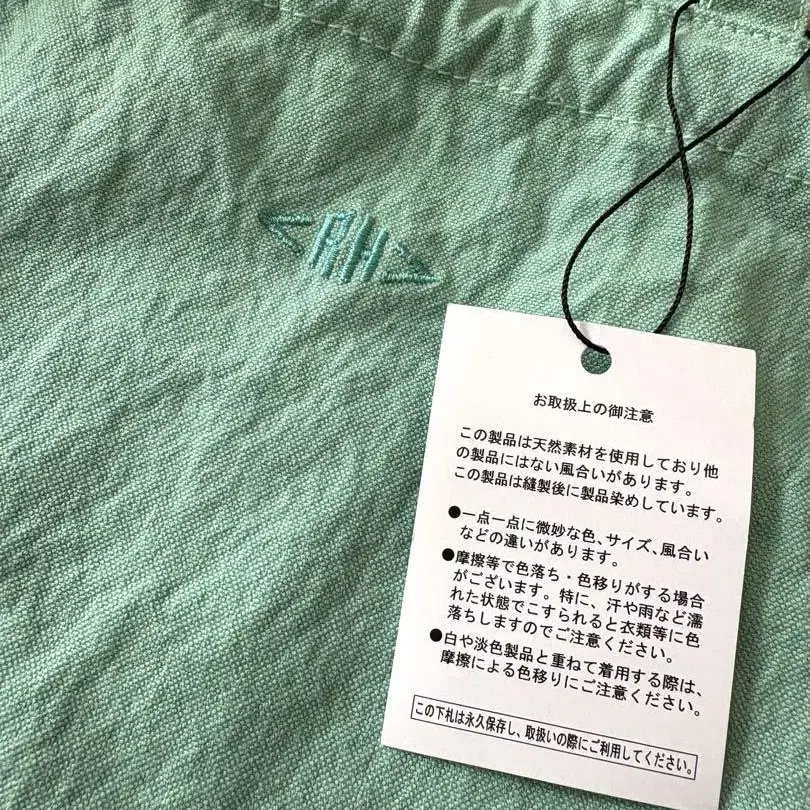 <RH>
お取扱上の御注意
この製品は天然素材を使用しており他
の製品にはない風合いがあります。
この製品は縫製後に製品染めしています。
●一点一点に微妙な色、サイズ、風合い
などの違いがあります。
●摩擦等で色落ち・色移りがする場合
がございます。特に、汗や雨など濡
れた状態でこすられると衣類等に色
落ちしますのでご注意ください。
●白や淡色製品と重ねて着用する際は、
摩擦による色移りにご注意ください。
この下札は永久保存し、取扱いの際にご利用してください。